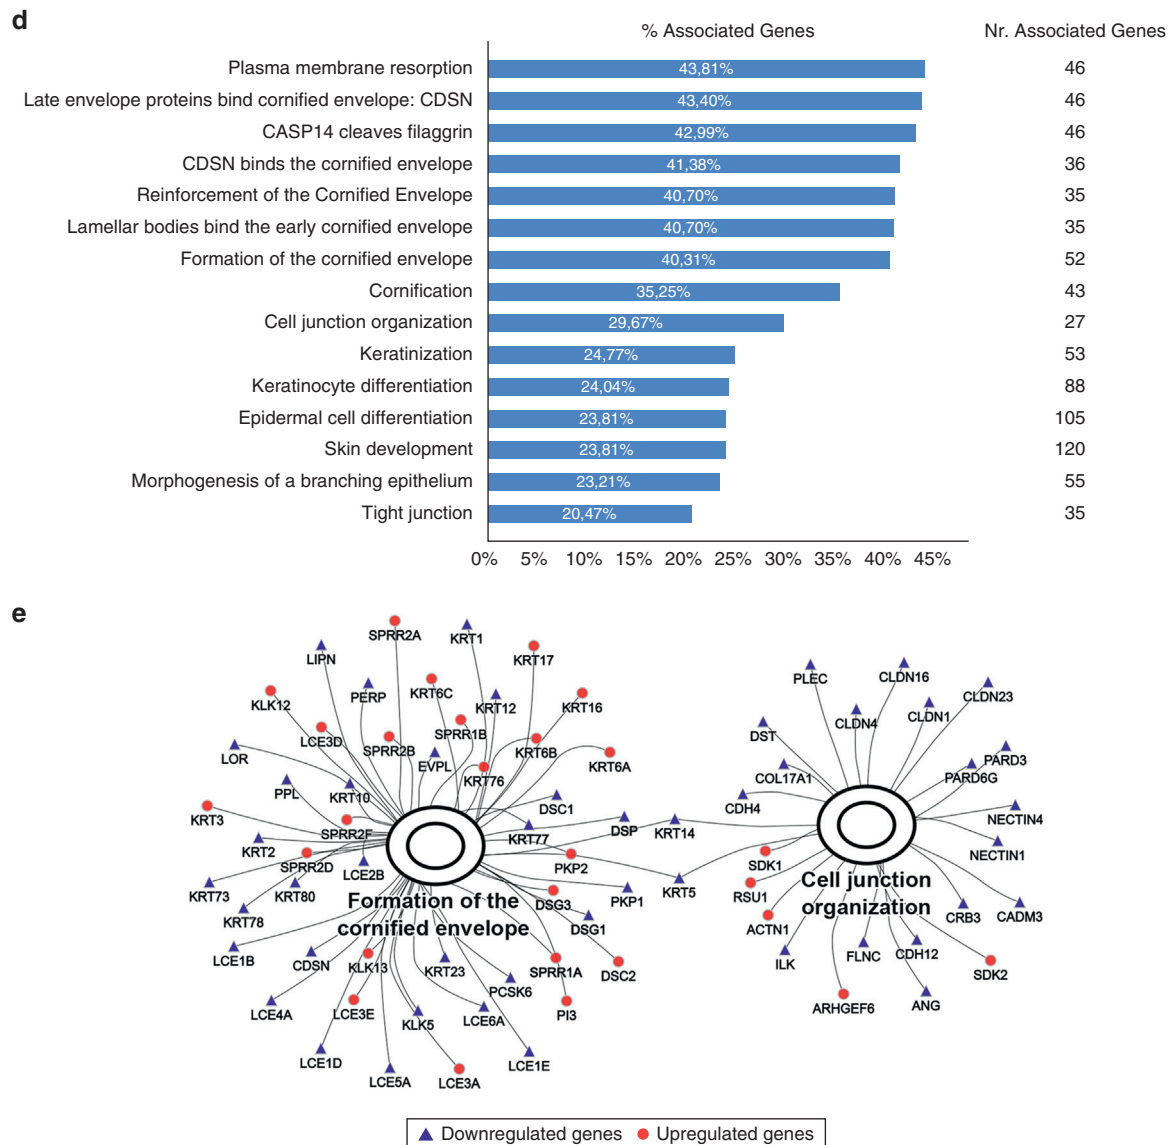 d
% Associated Genes Nr. Associated Genes
Plasma membrane resorption 43,81% 46
Late envelope proteins bind cornified envelope: CDSN 43,40% 46
CASP14 cleaves filaggrin 42,99% 46
CDSN binds the cornified envelope 41,38% 36
Reinforcement of the Cornified Envelope 40,70% 35
Lamellar bodies bind the early cornified envelope 40,70% 35
Formation of the cornified envelope 40,31% 52
Cornification 35,25% 43
Cell junction organization 29,67% 27
Keratinization 24,77% 53
Keratinocyte differentiation 24,04% 88
Epidermal cell differentiation 23,81% 105
Skin development 23,81% 120
Morphogenesis of a branching epithelium 23,21% 55
Tight junction 20,47% 35
0% 5% 10% 15% 20% 25% 30% 35% 40% 45%
e
SPRR2A
KRT1
LIPN
KRT17
PERP
KRT6C
KLK12
KRT12
KRT16
LCE3D
SPRR1B
SPRR2B
KRT6B
LOR
EVPL
KRT6A
KRT76
PPL
KRT10
DSC1
KRT3
SPRR2F
DSP
KRT14
KRT77
KRT2
SPRR2D
LCE2B
PKP2
KRT73
KRT80
DSG3
PKP1
KRT5
KRT78
Formation of the
cornified envelope
DSG1
LCE1B
CDSN
KLK13
KRT23
SPRR1A
DSC2
PCSK6
LCE4A
LCE3E
KLK5
LCE6A
PI3
LCE1D
LCE5A
LCE3A
LCE1E
PLEC
CLDN16
CLDN23
CLDN4
CLDN1
DST
PARD3
COL17A1
PARD6G
CDH4
NECTIN4
NECTIN1
SDK1
RSU1
Cell junction
organization
CRB3
CADM3
ACTN1
ILK
FLNC
CDH12
SDK2
ARHGEF6
ANG
Downregulated genes Upregulated genes